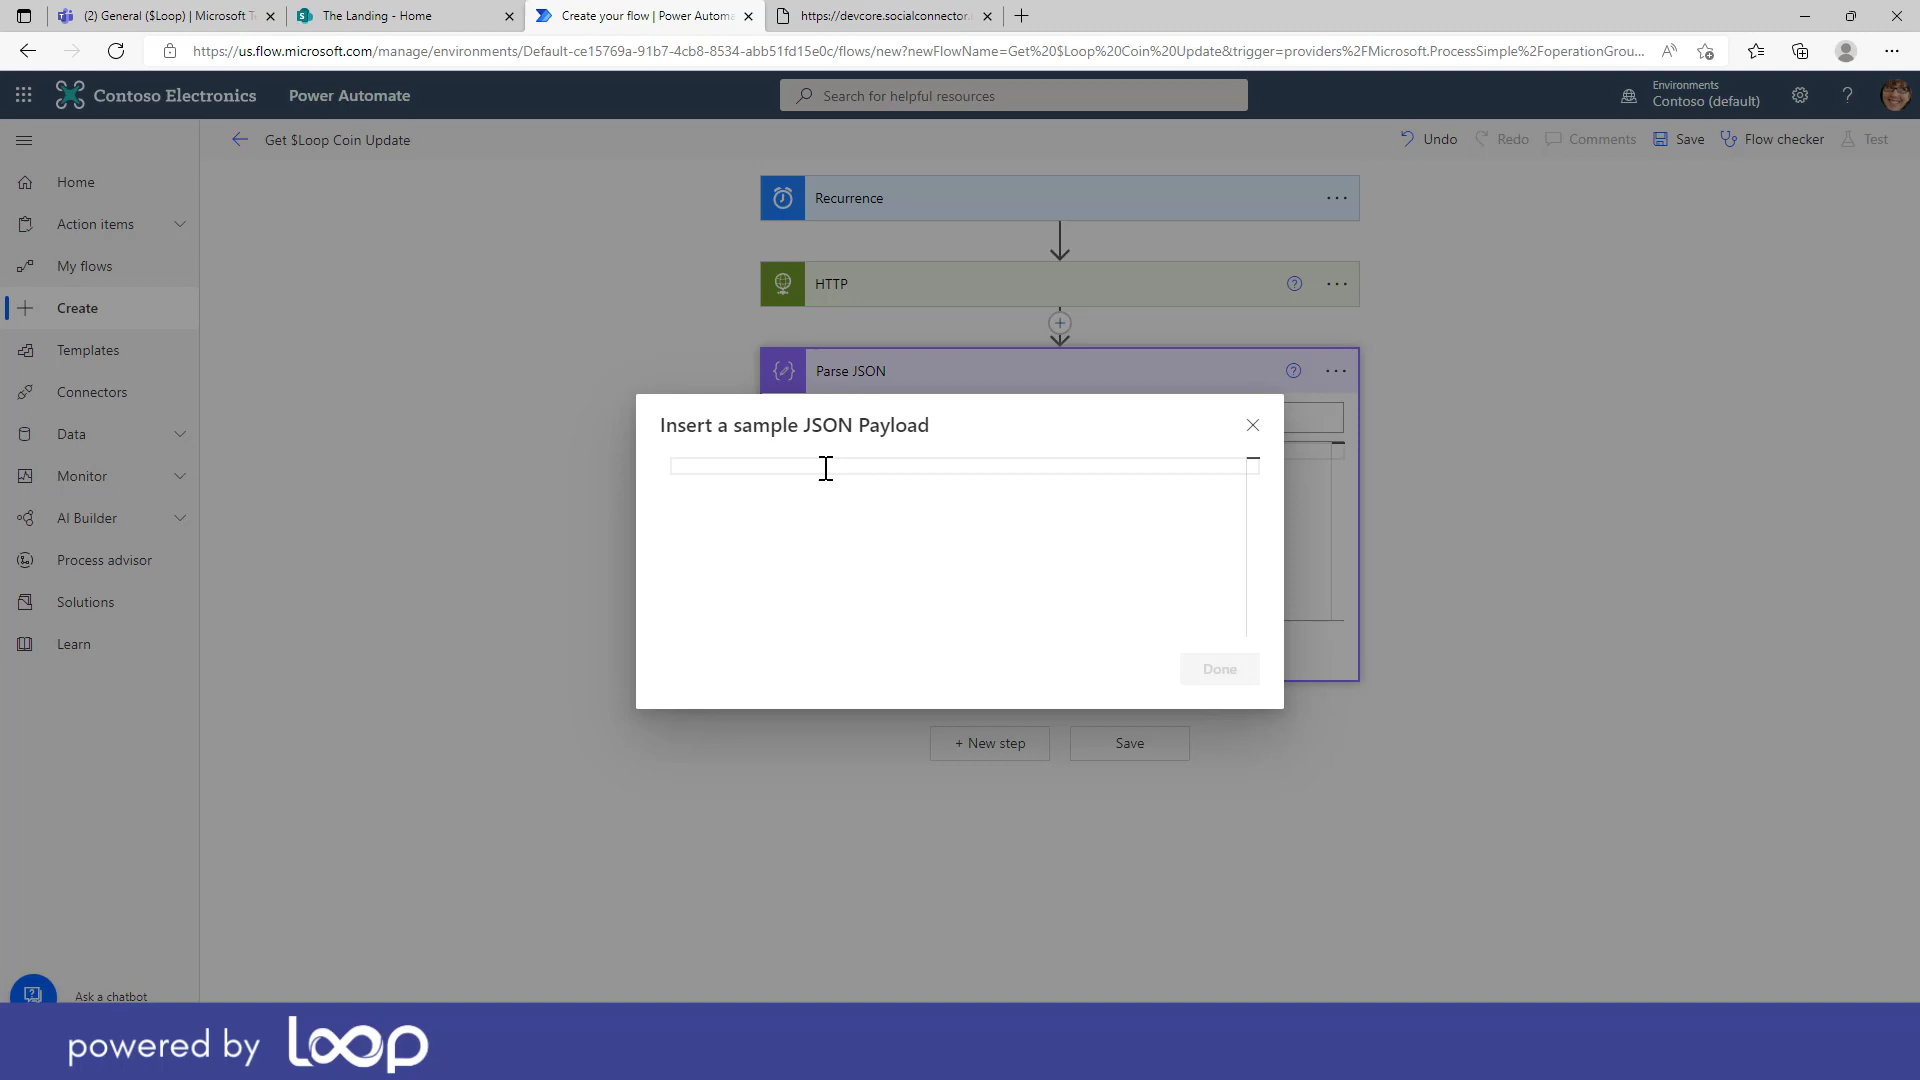 (2) General ($Loop) | Microsoft Te
The Landing - Home
Create your flow | Power Automa
https://devcore.socialconnector.
https://us.flow.microsoft.com/manage/environments/Default-ce15769a-91b7-4cb8-8534-abb51fd15e0c/flows/new?newFlowName=Get%20$Loop%20Coin%20Update&trigger=providers%2FMicrosoft.ProcessSimple%2FoperationGrou...
Contoso Electronics
Power Automate
Search for helpful resources
Environments
Contoso (default)
Get $Loop Coin Update
Undo
Redo
Comments
Save
Flow checker
Test
Home
Action items
My flows
Create
Templates
Connectors
Data
Monitor
AI Builder
Process advisor
Solutions
Learn
Ask a chatbot
Recurrence
HTTP
Parse JSON
Insert a sample JSON Payload
Done
+ New step
Save
powered by loop